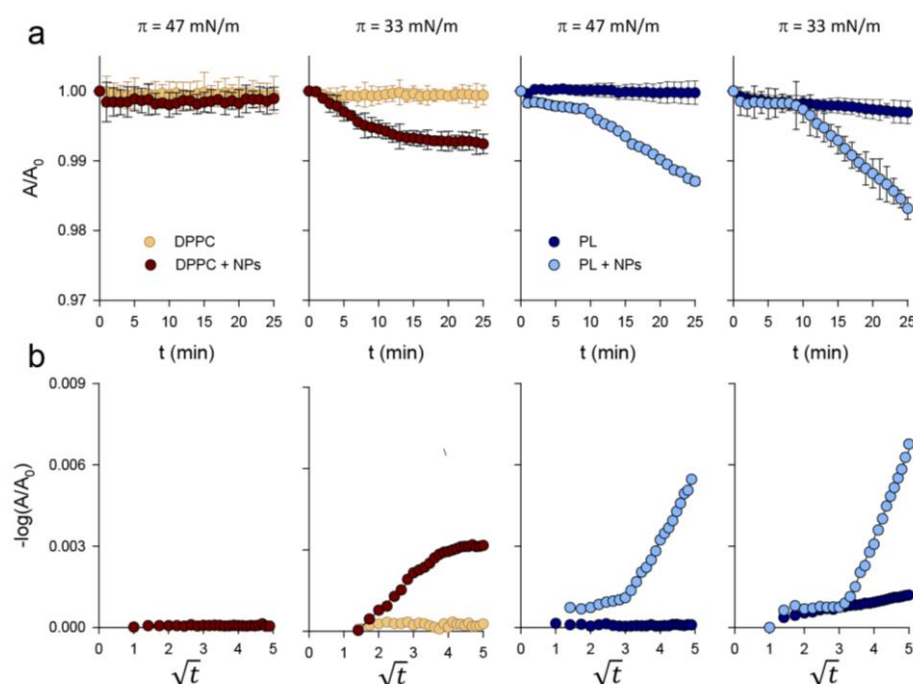 a
π = 47 mN/m π = 33 mN/m π = 47 mN/m π = 33 mN/m
1.00
0.99
0.98
0.97
A/A0
DPPC
DPPC + NPs
PL
PL + NPs
0 5 10 15 20 25 0 5 10 15 20 25 0 5 10 15 20 25 0 5 10 15 20 25
t (min) t (min) t (min) t (min)
b
0.009
0.006
0.003
0.000
-log(A/A0)
0 1 2 3 4 5 0 1 2 3 4 5 0 1 2 3 4 5 0 1 2 3 4 5
√t √t √t √t